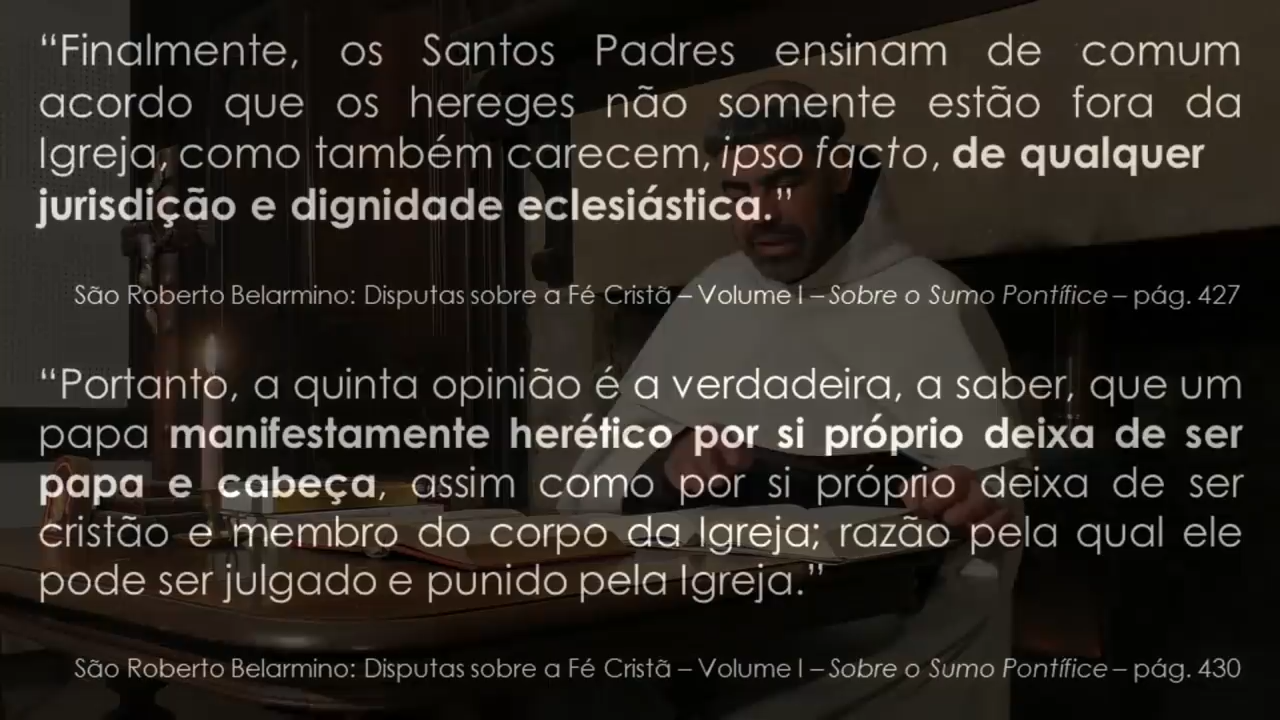 “Finalmente, os Santos Padres ensinam de comum
acordo que os hereges não somente estão fora da
Igreja, como também carecem, ipso facto, de qualquer
jurisdição e dignidade eclesiástica.”
São Roberto Belarmino: Disputas sobre a Fé Cristã – Volume I – Sobre o Sumo Pontífice – pág. 427
“Portanto, a quinta opinião é a verdadeira, a saber, que um
papa manifestamente herético por si próprio deixa de ser
papa e cabeça, assim como por si próprio deixa de ser
cristão e membro do corpo da Igreja; razão pela qual ele
pode ser julgado e punido pela Igreja.”
São Roberto Belarmino: Disputas sobre a Fé Cristã – Volume I – Sobre o Sumo Pontífice – pág. 430